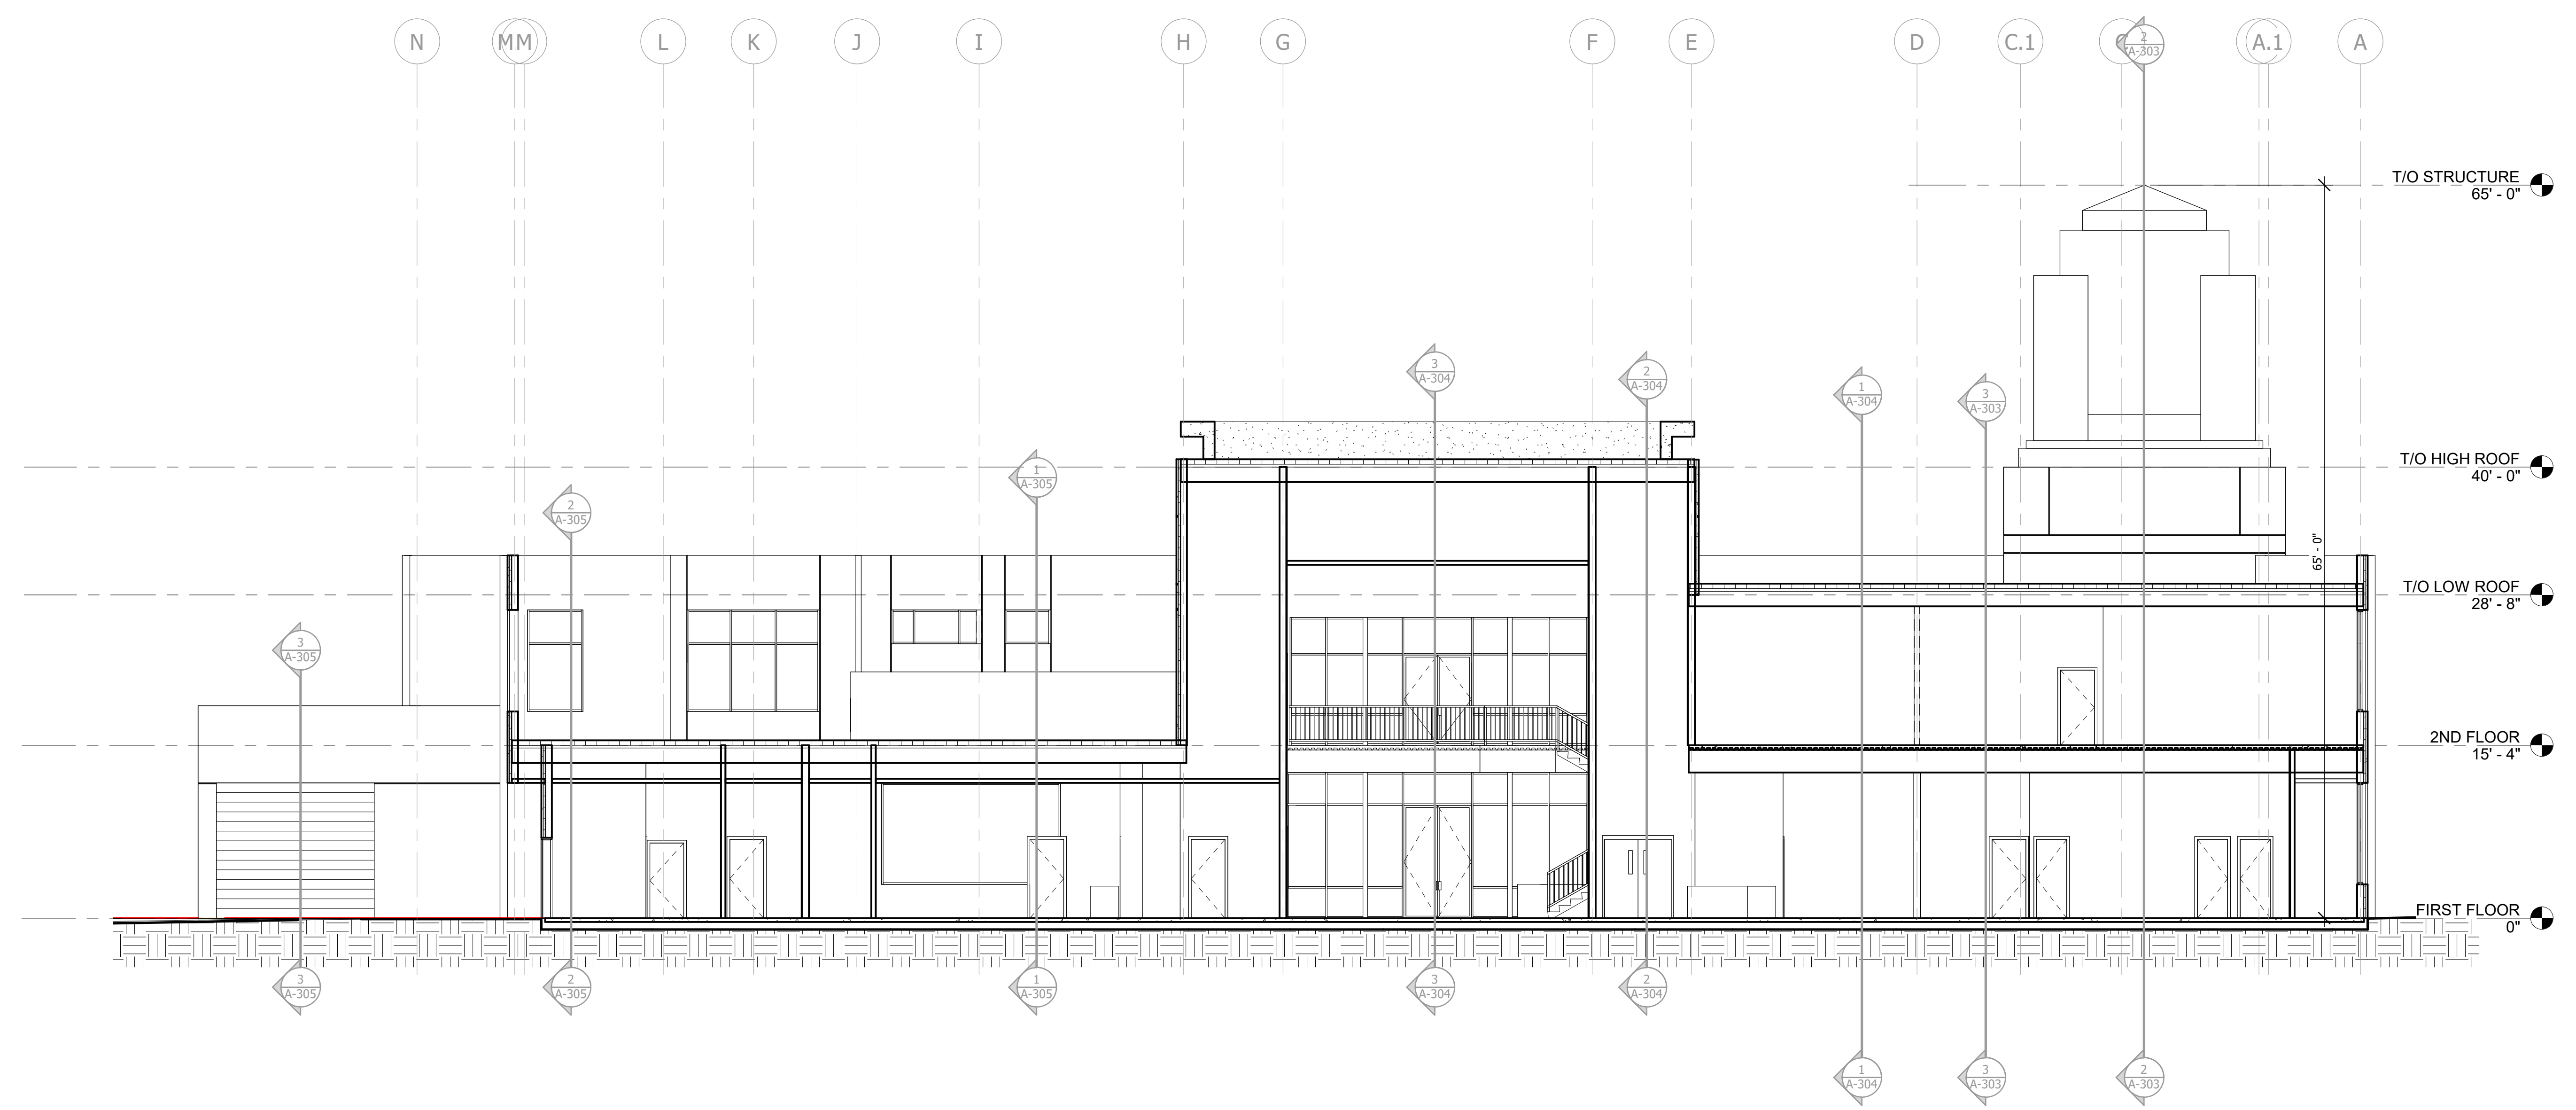 N
M
M
L
K
J
I
H
G
F
E
D
C.1
A.1
A
2
A-303
T/O STRUCTURE
65' - 0"
3
A-304
2
A-304
1
A-304
3
A-303
T/O HIGH ROOF
40' - 0"
1
A-305
2
A-305
65' - 0"
T/O LOW ROOF
28' - 8"
3
A-305
2ND FLOOR
15' - 4"
FIRST FLOOR
0"
3
A-305
2
A-305
1
A-305
3
A-304
2
A-304
1
A-304
3
A-303
2
A-303